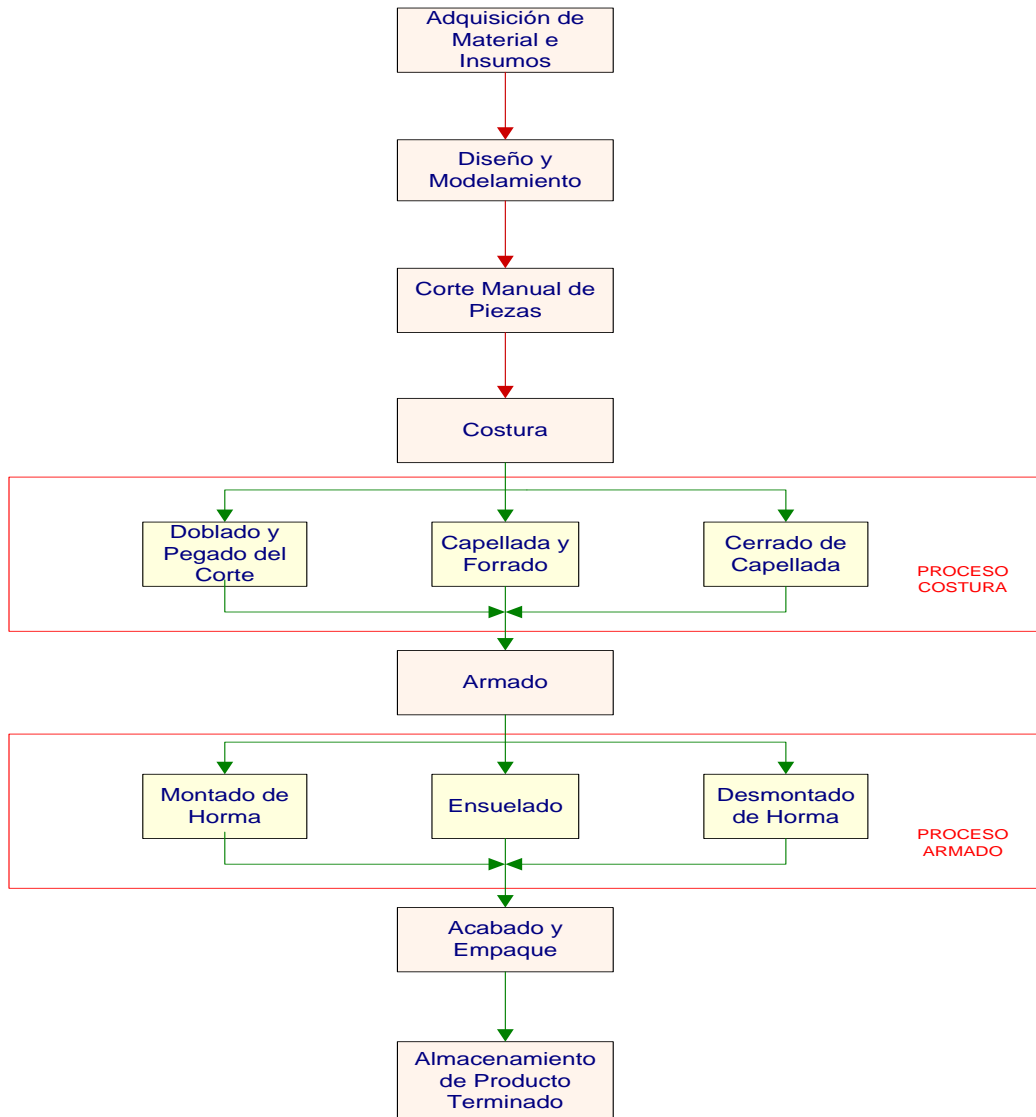 Adquisición de
Material e
Insumos
Diseño y
Modelamiento
Corte Manual de
Piezas
Costura
Doblado y
Pegado del
Corte
Capellada y
Forrado
Cerrado de
Capellada
PROCESO
COSTURA
Armado
Montado de
Horma
Ensuelado
Desmontado
de Horma
PROCESO
ARMADO
Acabado y
Empaque
Almacenamiento
de Producto
Terminado